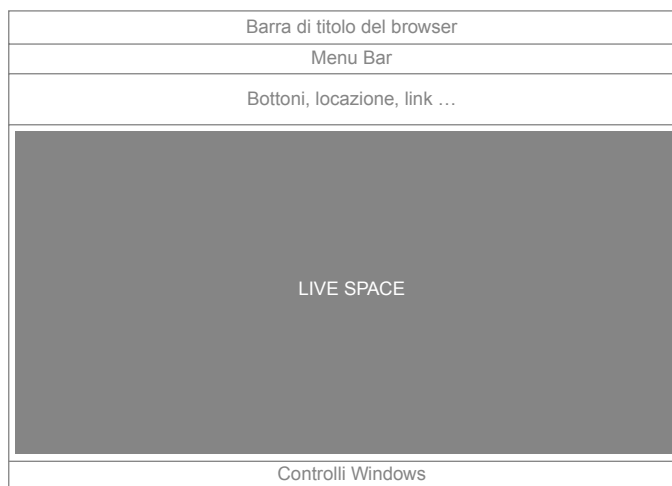 Barra di titolo del browser
Menu Bar
Bottoni, locazione, link …
LIVE SPACE
Controlli Windows